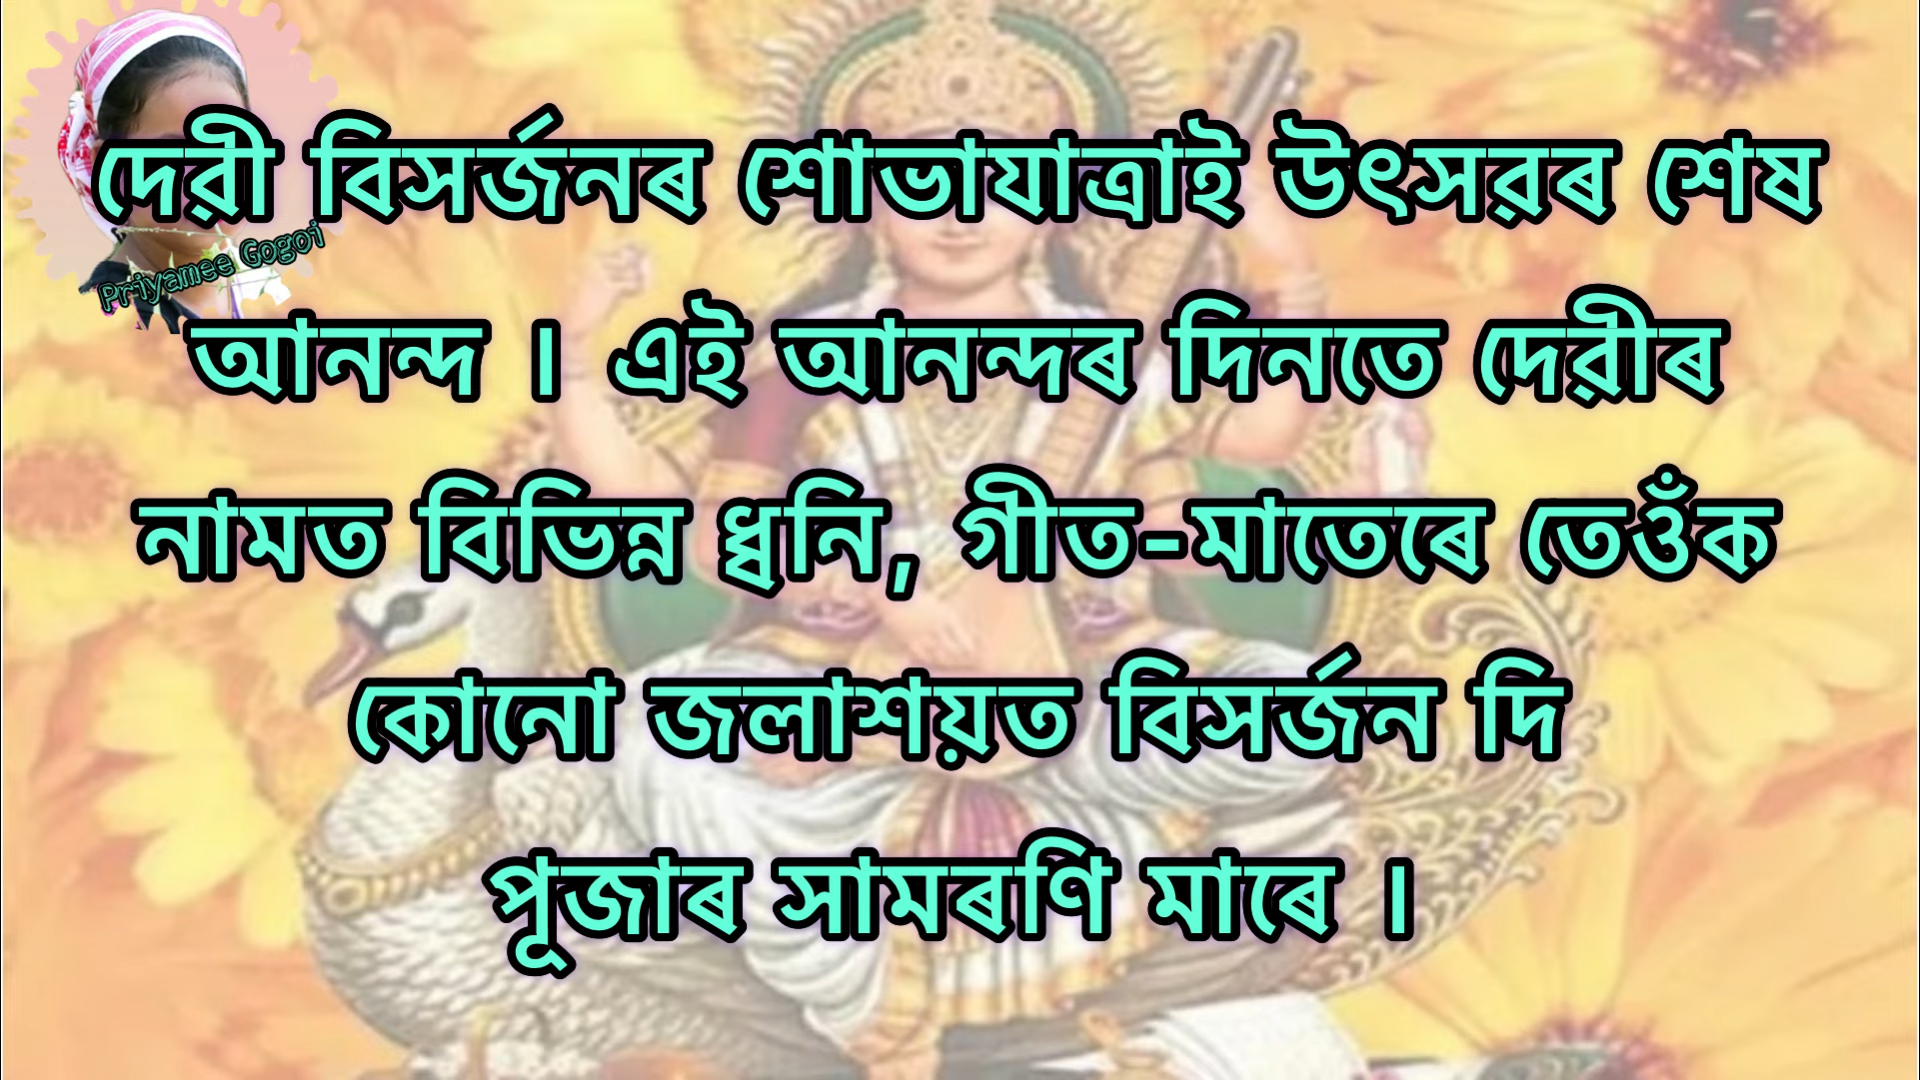 দেৱী বিসৰ্জনৰ শোভাযাত্ৰাই উৎসৱৰ শেষ
আনন্দ । এই আনন্দৰ দিনতে দেৱীৰ
নামত বিভিন্ন ধ্বনি, গীত-মাতেৰে তেওঁক
কোনো জলাশয়ত বিসৰ্জন দি
পূজাৰ সামৰণি মাৰে ।
Priyamee Gogoi